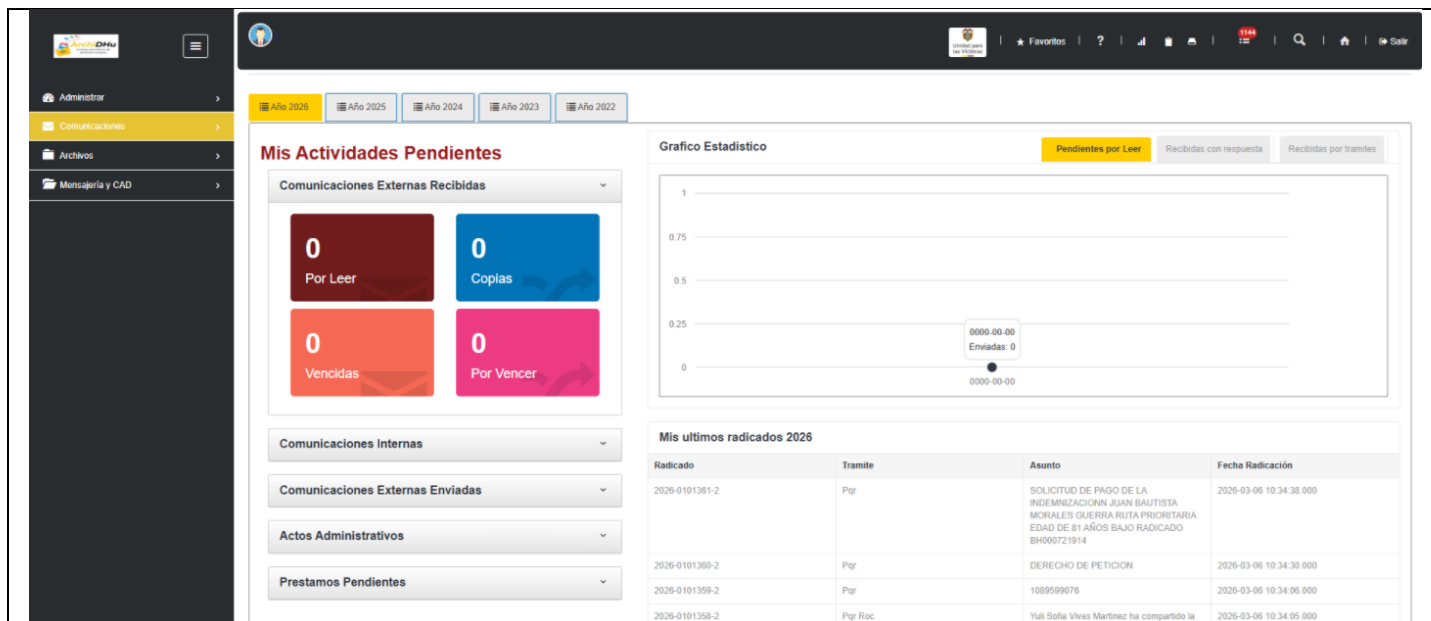 ArchiDHu
Unidad para
las Víctimas
Favoritos
?
1144
Salir
Administrar
Comunicaciones
Archivos
Mensajería y CAD
Año 2026
Año 2025
Año 2024
Año 2023
Año 2022
Mis Actividades Pendientes
Comunicaciones Externas Recibidas
0
Por Leer
0
Copias
0
Vencidas
0
Por Vencer
Comunicaciones Internas
Comunicaciones Externas Enviadas
Actos Administrativos
Prestamos Pendientes
Grafico Estadistico
Pendientes por Leer
Recibidas con respuesta
Recibidas por tramites
1
0.75
0.5
0.25
0
0000-00-00
Enviadas: 0
0000-00-00
Mis ultimos radicados 2026
Radicado Tramite Asunto Fecha Radicación
2026-0101361-2 Pqr SOLICITUD DE PAGO DE LA 2026-03-06 10:34:38.000
INDEMNIZACIONN JUAN BAUTISTA
MORALES GUERRA RUTA PRIORITARIA
EDAD DE 81 AÑOS BAJO RADICADO
BH000721914
2026-0101360-2 Pqr DERECHO DE PETICION 2026-03-06 10:34:30.000
2026-0101359-2 Pqr 1089599076 2026-03-06 10:34:06.000
2026-0101358-2 Pqr Roc Yuli Sofia Vivas Martinez ha compartido la 2026-03-06 10:34:05.000